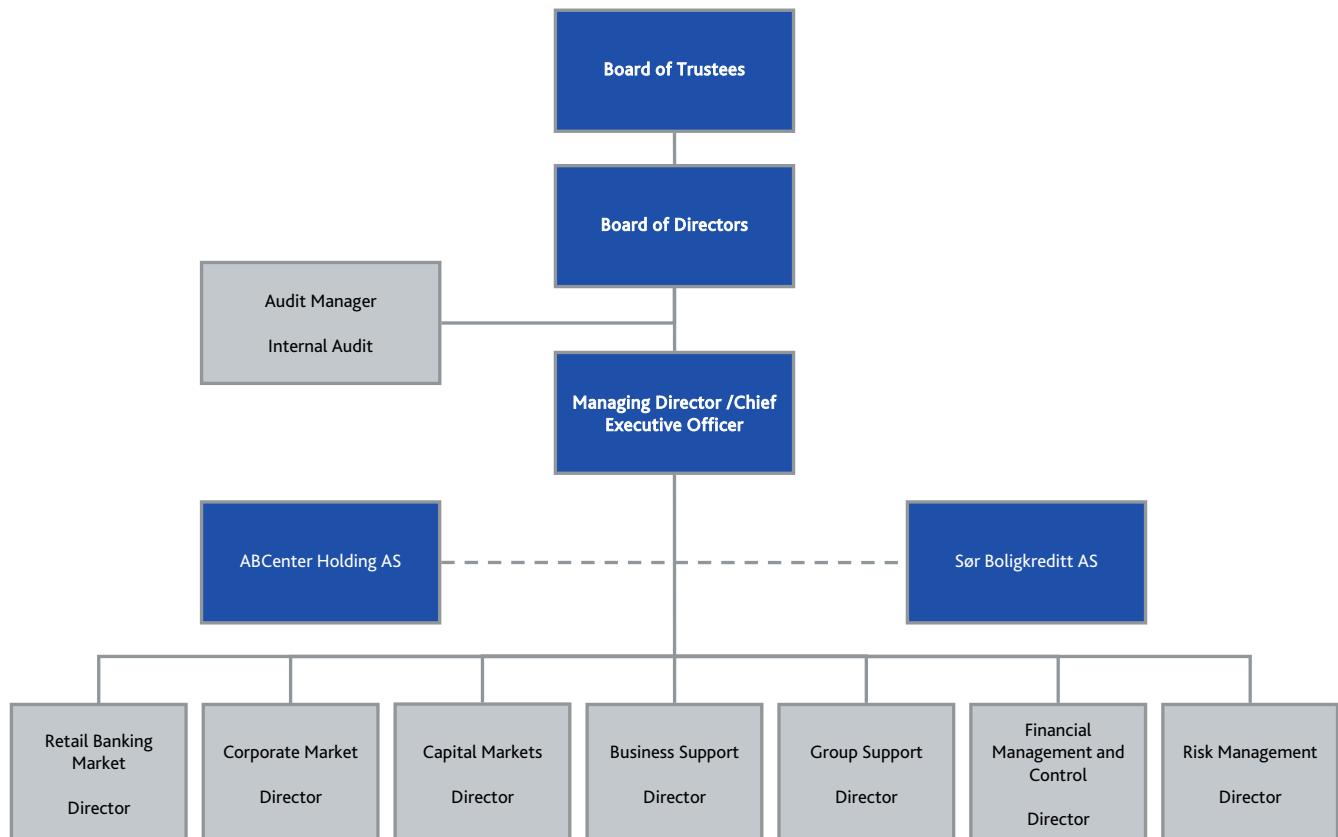 Board of Trustees
Board of Directors
Audit Manager
Internal Audit
Managing Director /Chief
Executive Officer
ABCenter Holding AS
Sør Boligkreditt AS
Retail Banking
Market
Director
Corporate Market
Director
Capital Markets
Director
Business Support
Director
Group Support
Director
Financial
Management and
Control
Director
Risk Management
Director